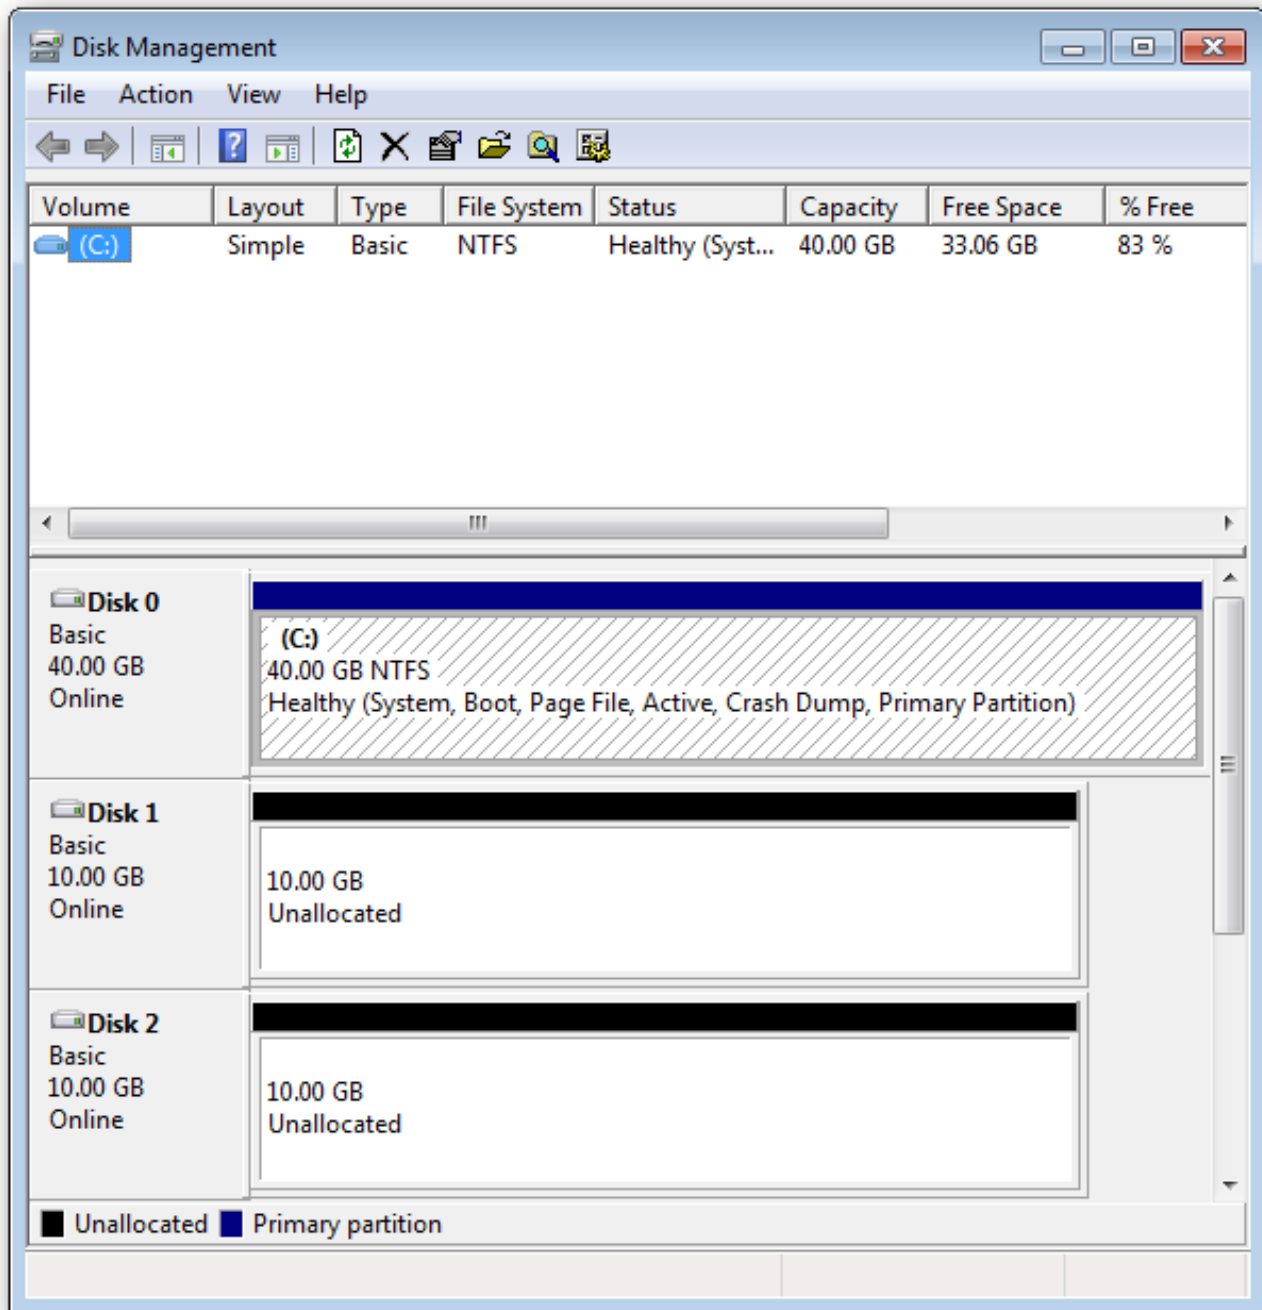 Disk Management
File Action View Help
Volume Layout Type File System Status Capacity Free Space % Free
(C:) Simple Basic NTFS Healthy (Syst... 40.00 GB 33.06 GB 83 %
Disk 0
Basic
40.00 GB
Online
(C:)
40.00 GB NTFS
Healthy (System, Boot, Page File, Active, Crash Dump, Primary Partition)
Disk 1
Basic
10.00 GB
Online
10.00 GB
Unallocated
Disk 2
Basic
10.00 GB
Online
10.00 GB
Unallocated
Unallocated Primary partition